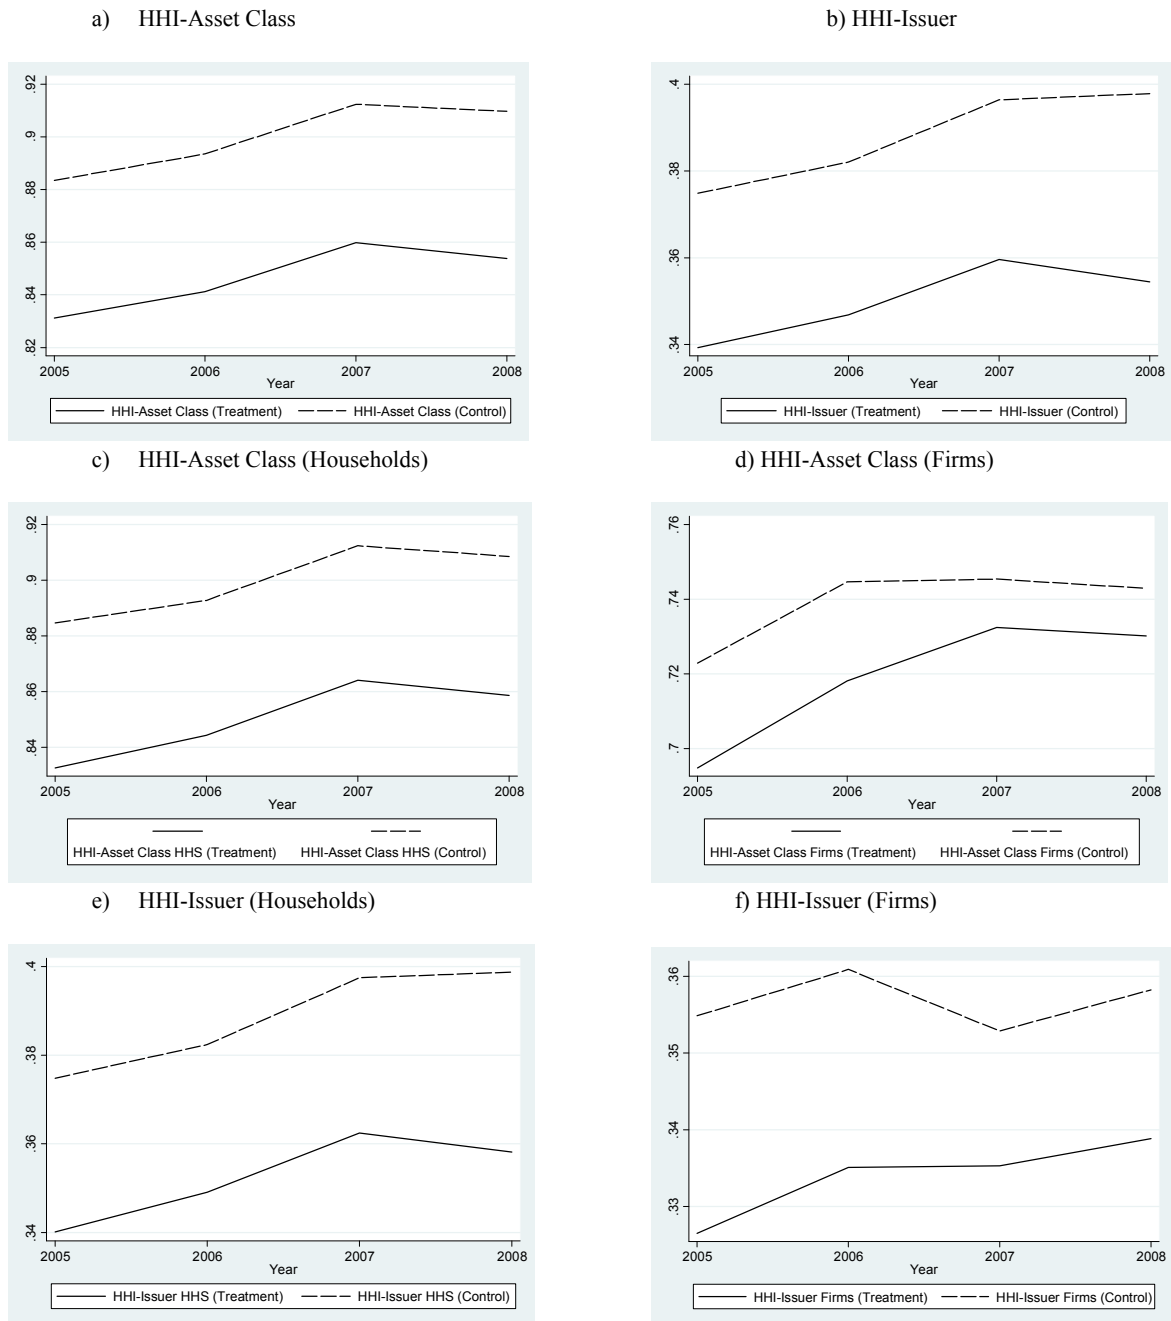 a) HHI-Asset Class
b) HHI-Issuer
.92
.9
.88
.86
.84
.82
2005 2006 2007 2008
Year
HHI-Asset Class (Treatment) HHI-Asset Class (Control)
.4
.38
.36
.34
2005 2006 2007 2008
Year
HHI-Issuer (Treatment) HHI-Issuer (Control)
c) HHI-Asset Class (Households)
d) HHI-Asset Class (Firms)
.92
.9
.88
.86
.84
2005 2006 2007 2008
Year
HHI-Asset Class HHS (Treatment) HHI-Asset Class HHS (Control)
.76
.74
.72
.7
2005 2006 2007 2008
Year
HHI-Asset Class Firms (Treatment) HHI-Asset Class Firms (Control)
e) HHI-Issuer (Households)
f) HHI-Issuer (Firms)
.4
.38
.36
.34
2005 2006 2007 2008
Year
HHI-Issuer HHS (Treatment) HHI-Issuer HHS (Control)
.36
.35
.34
.33
2005 2006 2007 2008
Year
HHI-Issuer Firms (Treatment) HHI-Issuer Firms (Control)